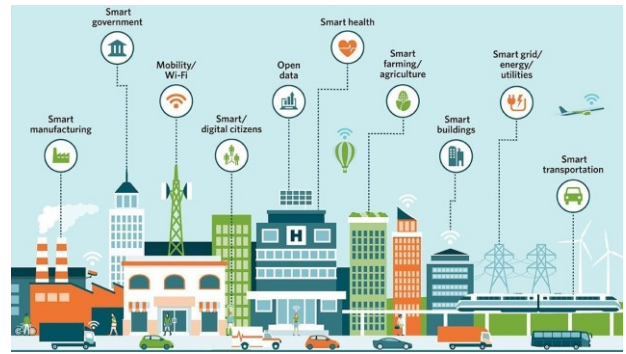 Smart
government
Smart health
Mobility/
Wi-Fi
Open
data
Smart
farming/
agriculture
Smart grid/
energy/
utilities
Smart
manufacturing
Smart/
digital citizens
Smart
buildings
Smart
transportation
H